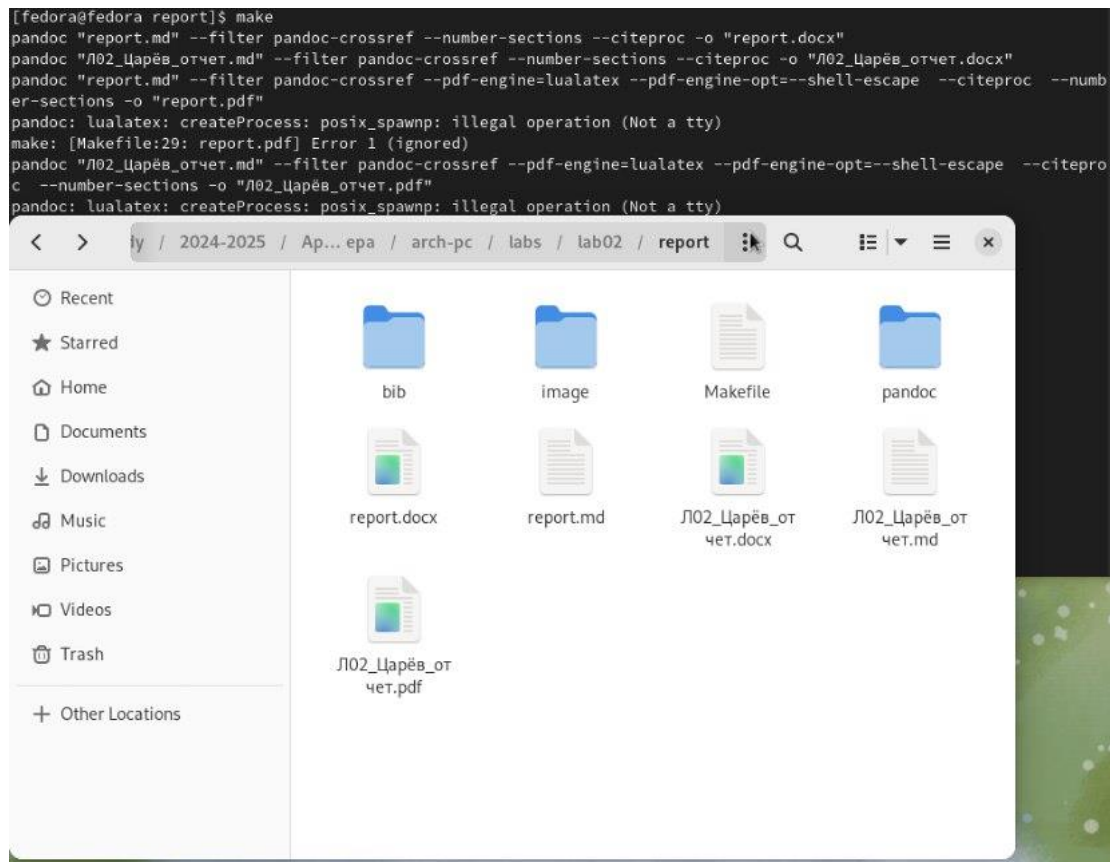 [fedora@fedora report]$ make
pandoc "report.md" --filter pandoc-crossref --number-sections --citeproc -o "report.docx"
pandoc "Л02_Царёв_отчет.md" --filter pandoc-crossref --number-sections --citeproc -o "Л02_Царёв_отчет.docx"
pandoc "report.md" --filter pandoc-crossref --pdf-engine=lualatex --pdf-engine-opt=--shell-escape  --citeproc  --numb
er-sections -o "report.pdf"
pandoc: lualatex: createProcess: posix_spawnp: illegal operation (Not a tty)
make: [Makefile:29: report.pdf] Error 1 (ignored)
pandoc "Л02_Царёв_отчет.md" --filter pandoc-crossref --pdf-engine=lualatex --pdf-engine-opt=--shell-escape  --citepro
c  --number-sections -o "Л02_Царёв_отчет.pdf"
pandoc: lualatex: createProcess: posix_spawnp: illegal operation (Not a tty)
/ 2024-2025 / Ар... ера / arch-pc / labs / lab02 / report
Recent
Starred
Home
Documents
Downloads
Music
Pictures
Videos
Trash
Other Locations
bib
image
Makefile
pandoc
report.docx
report.md
Л02_Царёв_от
чет.docx
Л02_Царёв_от
чет.md
Л02_Царёв_от
чет.pdf